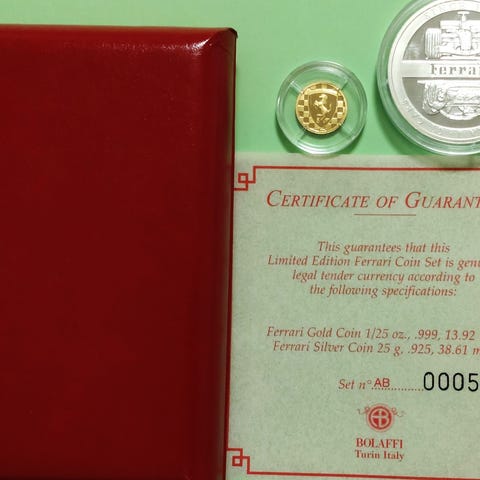 Ferra
CERTIFICATE OF GUARANT
This guarantees that this
Limited Edition Ferrari Coin Set is genu
legal tender currency according to
the following specifications:
Ferrari Gold Coin 1/25 oz., .999, 13.92
Ferrari Silver Coin 25 g, .925, 38.61 m
Set n° AB 0005
BOLAFFI
Turin Italy